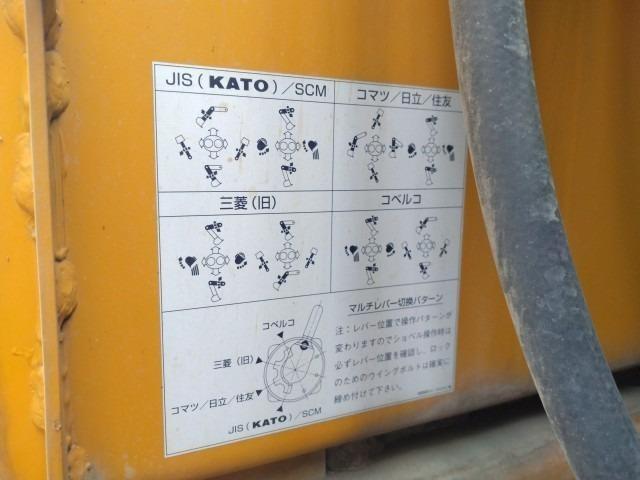 JIS(KATO)/SCM
コマツ/日立/住友
三菱(旧)
コベルコ
マルチレバー切換パターン
注:レバー位置で操作パターンが
変わりますのでショベル操作時は
必ずレバー位置を確認し、ロック
のためのウイングボルトは確実に
締め付けて下さい。
コベルコ
三菱(旧)
コマツ/日立/住友
JIS(KATO)/SCM